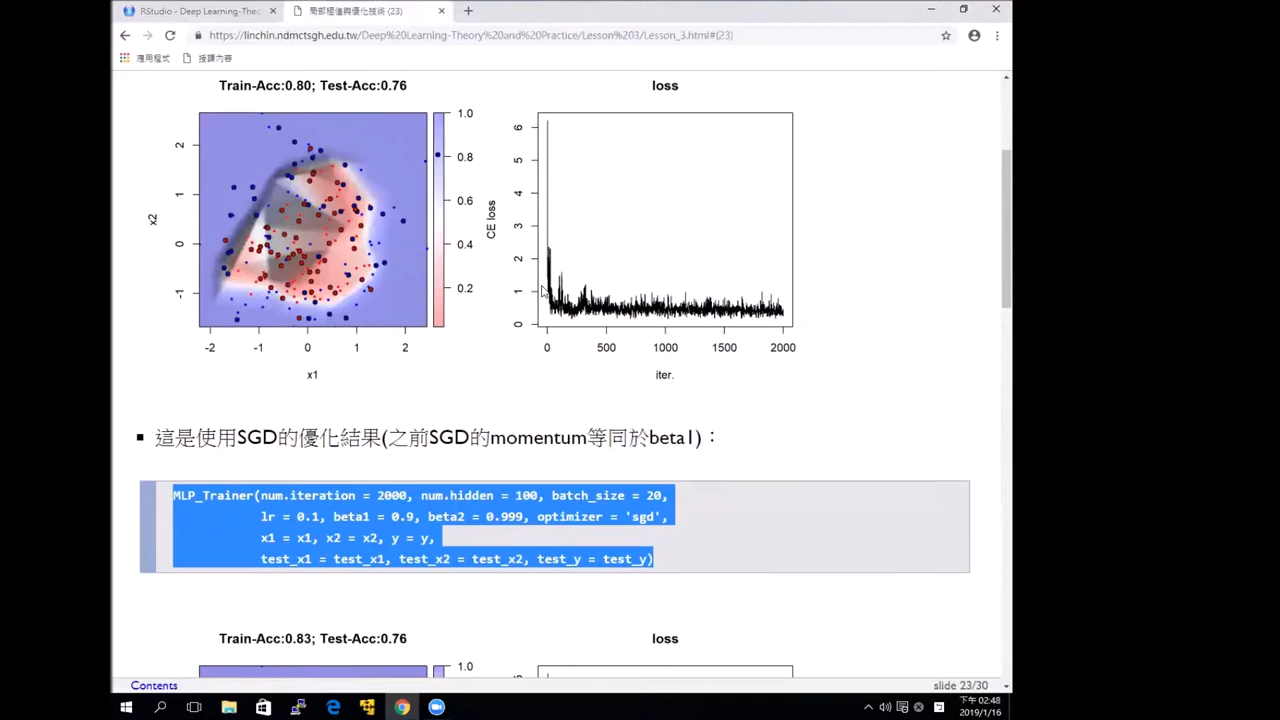 RStudio - Deep Learning-The
局部極值與優化技術 (23)
https://linchin.ndmctsgh.edu.tw/Deep%20Learning-Theory%20and%20Practice/Lesson%203/Lesson_3.html#(23)
應用程式
授課內容
Train-Acc:0.80; Test-Acc:0.76
loss
1.0
0.8
0.6
0.4
0.2
2
1
0
-1
x2
-2 -1 0 1 2
x1
6
5
4
3
2
1
0
CE loss
0 500 1000 1500 2000
iter.
這是使用SGD的優化結果(之前SGD的momentum等同於beta1)：
MLP_Trainer(num.iteration = 2000, num.hidden = 100, batch_size = 20,
lr = 0.1, beta1 = 0.9, beta2 = 0.999, optimizer = 'sgd',
x1 = x1, x2 = x2, y = y,
test_x1 = test_x1, test_x2 = test_x2, test_y = test_y)
Train-Acc:0.83; Test-Acc:0.76
loss
1.0
Contents
slide 23/30
下午 02:48
2019/1/16